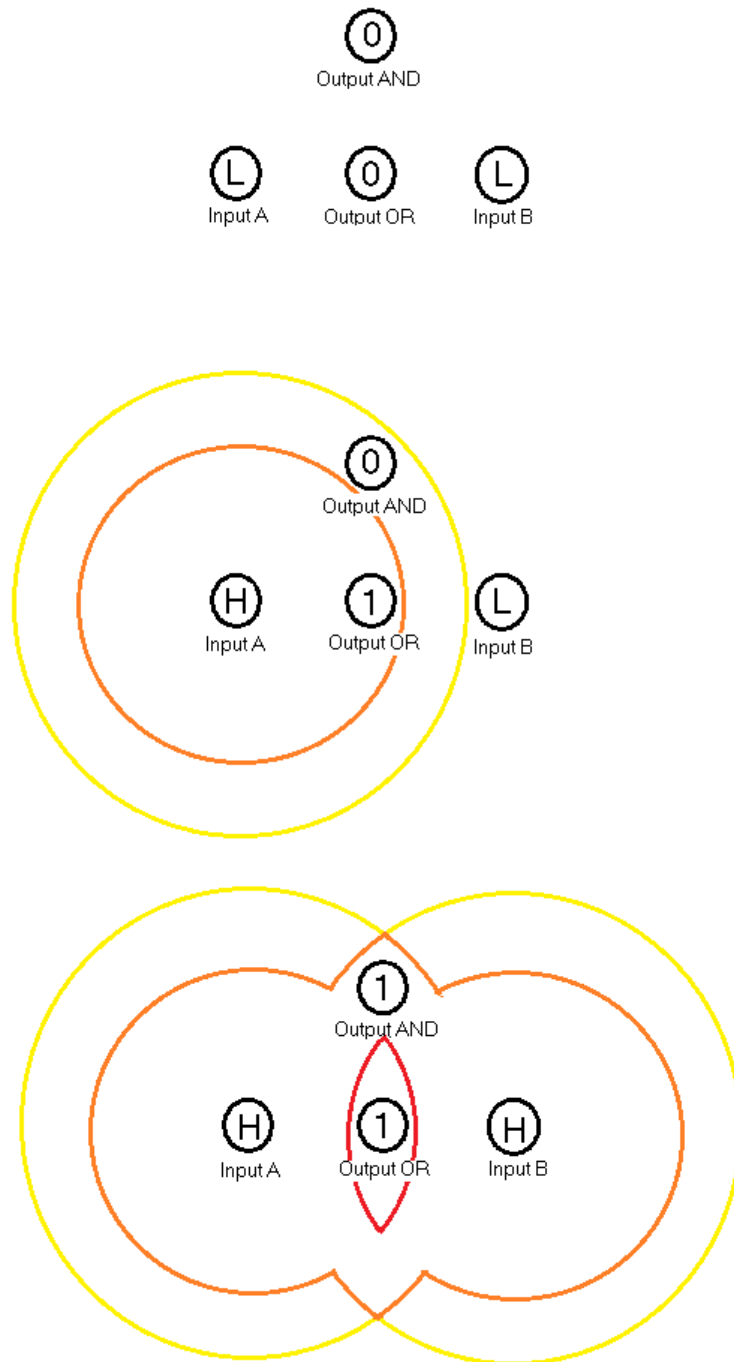 0
Output AND
L 0 L
Input A Output OR Input B
0
Output AND
H 1 L
Input A Output OR Input B
1
Output AND
H 1 H
Input A Output OR Input B